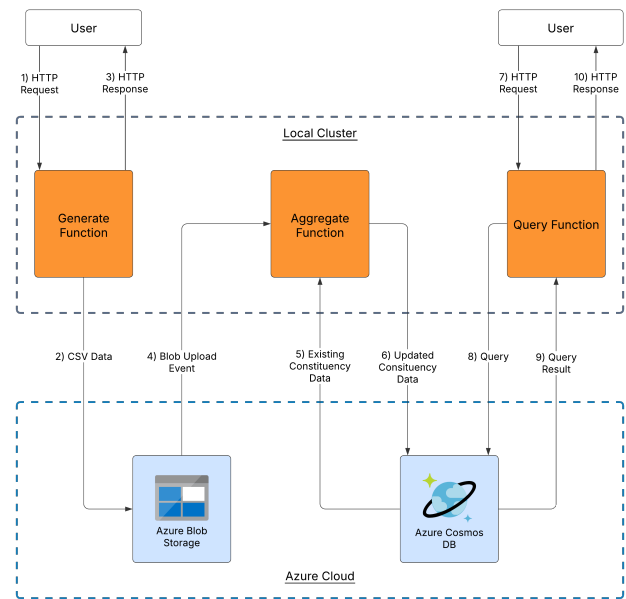 User
User
1) HTTP
Request
3) HTTP
Response
7) HTTP
Request
10) HTTP
Response
Local Cluster
Generate
Function
Aggregate
Function
Query Function
2) CSV Data
4) Blob Upload
Event
5) Existing
Constituency
Data
6) Updated
Consituency
Data
8) Query
9) Query
Result
Azure Blob
Storage
Azure Cosmos
DB
Azure Cloud